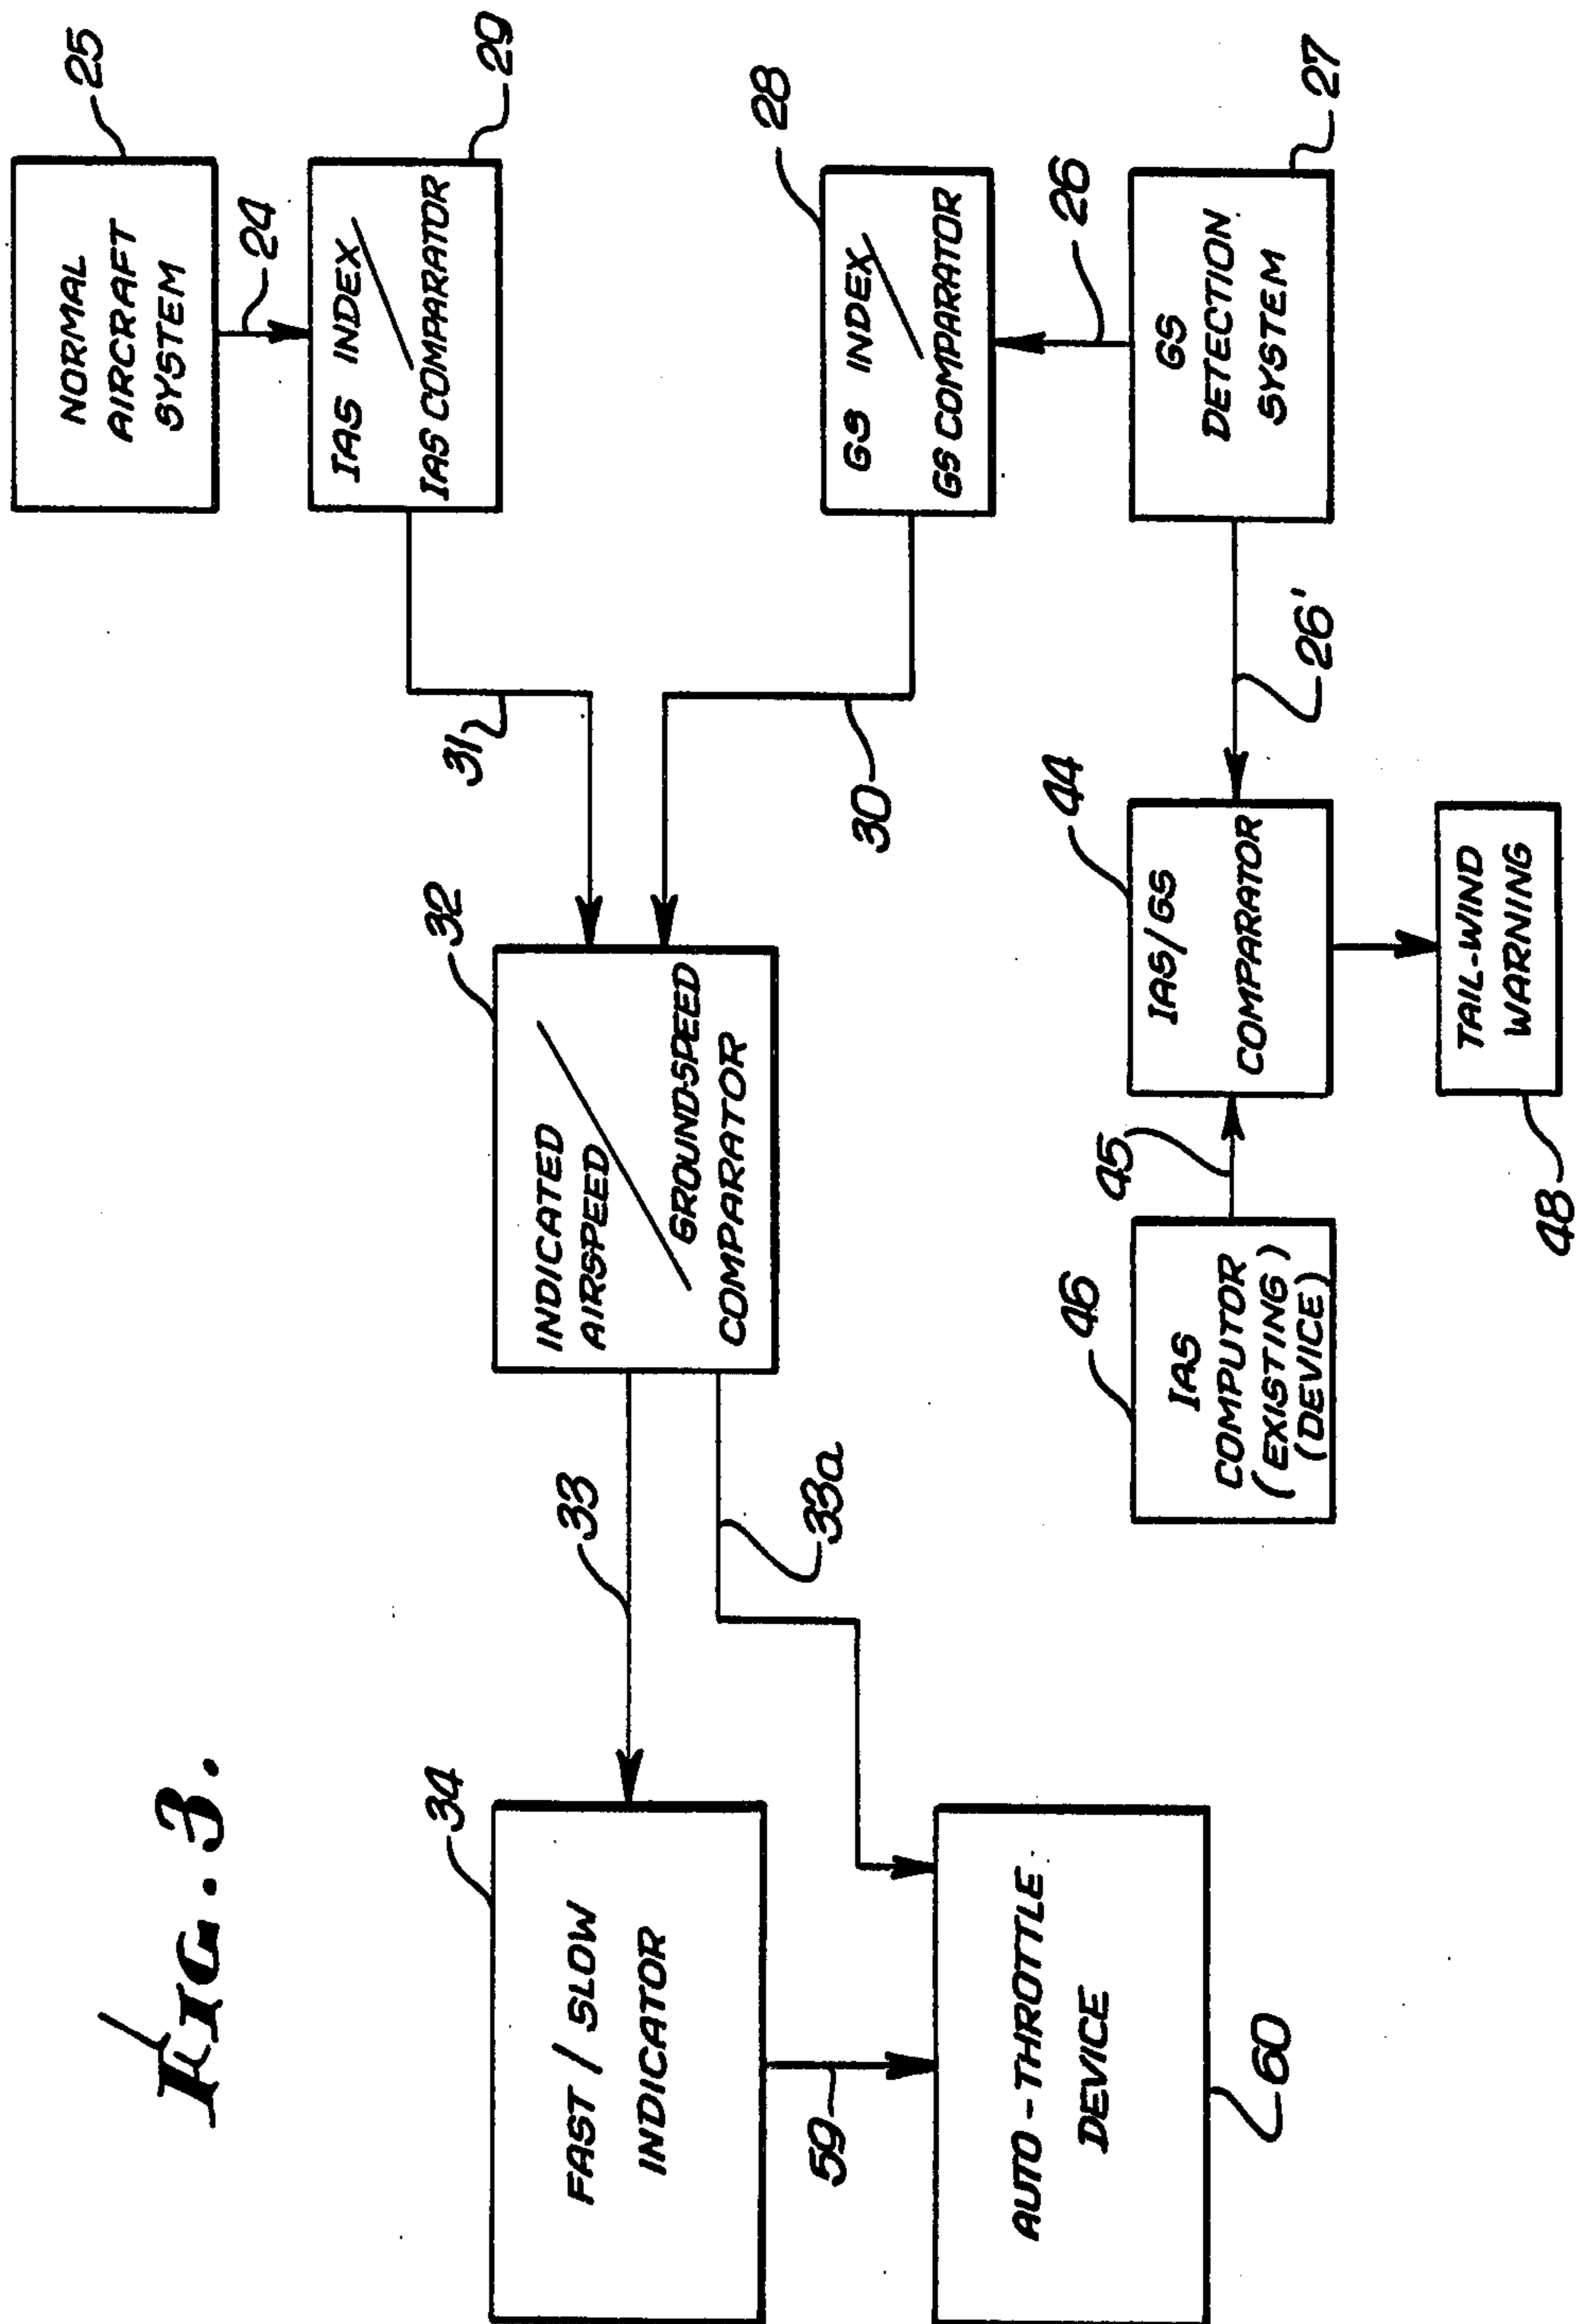 FIG. 3.
34
FAST / SLOW
INDICATOR
59
AUTO-THROTTLE
DEVICE
60
33
33a
32
INDICATED
AIRSPEED
GROUNDSPEED
COMPARATOR
31
30
25
NORMAL
AIRCRAFT
SYSTEM
24
29
IAS INDEX
IAS COMPARATOR
28
GS INDEX
GS COMPARATOR
26
27
GS
DETECTION
SYSTEM
26'
44
IAS/GS
COMPARATOR
45
46
IAS
COMPUTOR
(EXISTING)
(DEVICE)
TAIL-WIND
WARNING
48